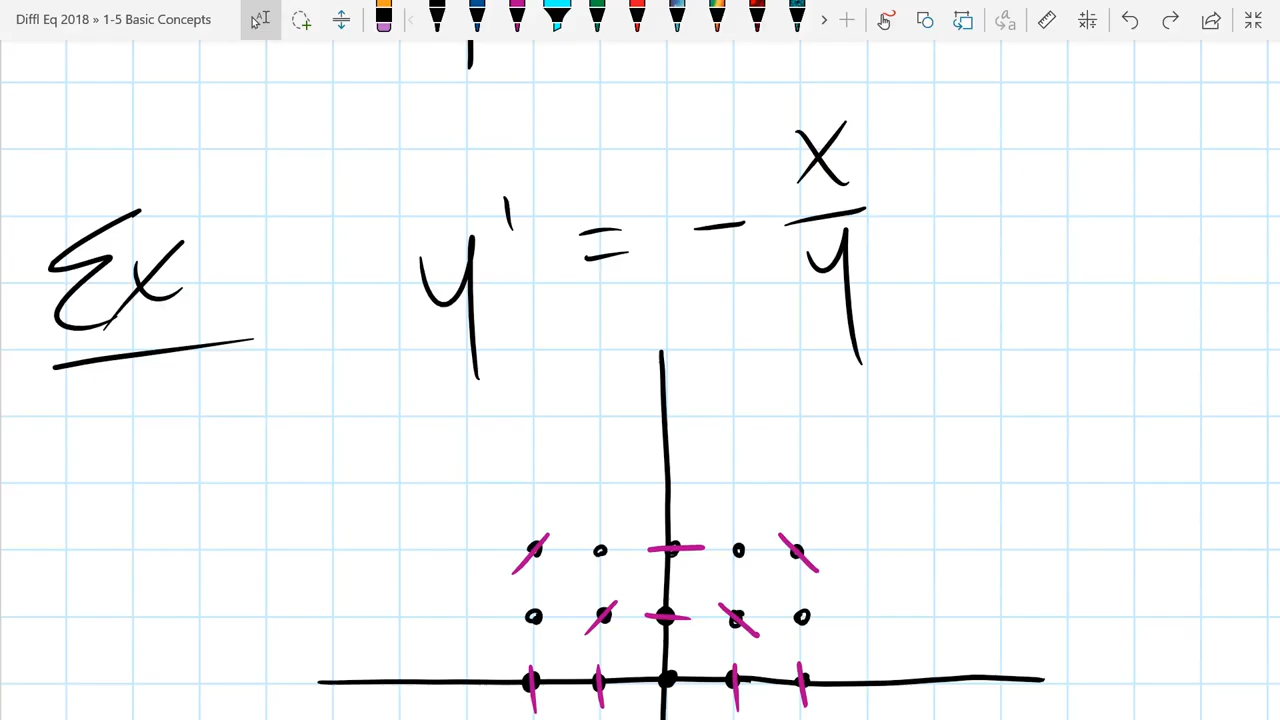 Diffl Eq 2018 » 1-5 Basic Concepts
Ex y' = - x/y